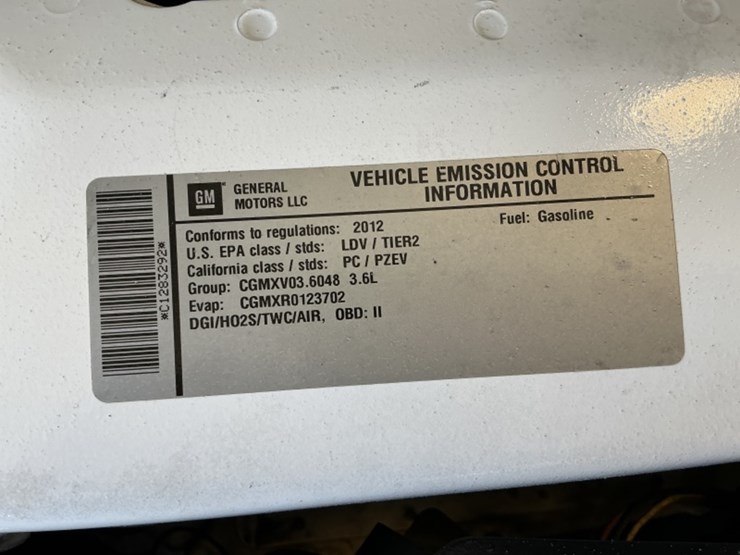 GM GENERAL
MOTORS LLC
VEHICLE EMISSION CONTROL
INFORMATION
Conforms to regulations: 2012
Fuel: Gasoline
U.S. EPA class / stds: LDV / TIER2
California class / stds: PC / PZEV
Group: CGMXV03.6048 3.6L
Evap: CGMXR0123702
DGI/HO2S/TWC/AIR, OBD: II
*C1283292*